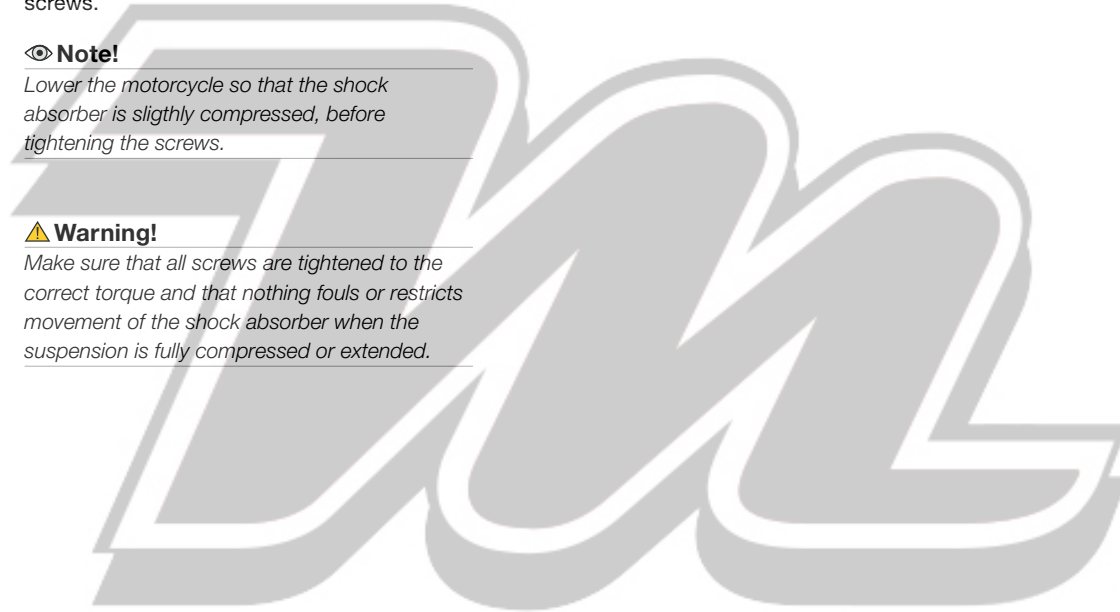 screws.
Note!
Lower the motorcycle so that the shock
absorber is sligthly compressed, before
tightening the screws.
Warning!
Make sure that all screws are tightened to the
correct torque and that nothing fouls or restricts
movement of the shock absorber when the
suspension is fully compressed or extended.